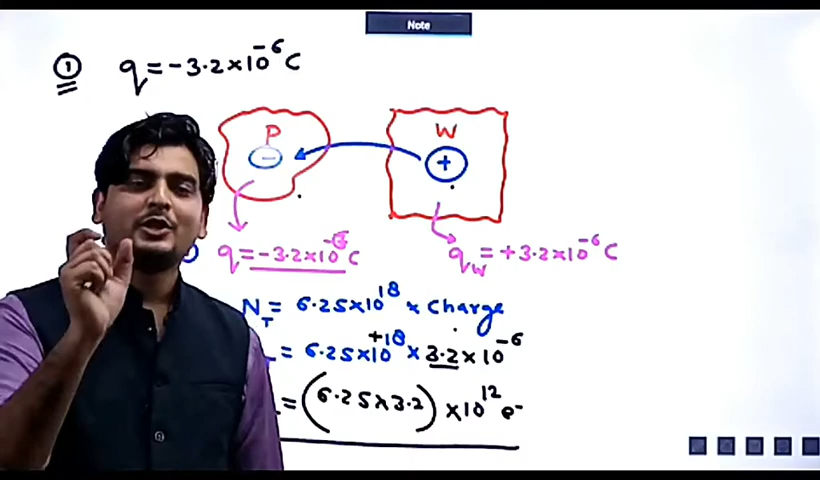 Note
① q = -3.2×10⁻⁶ C
P W
- +
q = -3.2×10⁻⁶ C q_W = +3.2×10⁻⁶ C
N_T = 6.25×10¹⁸ × Charge
= 6.25×10⁺¹⁸ × 3.2 × 10⁻⁶
= (6.25×3.2) ×10¹² e⁻